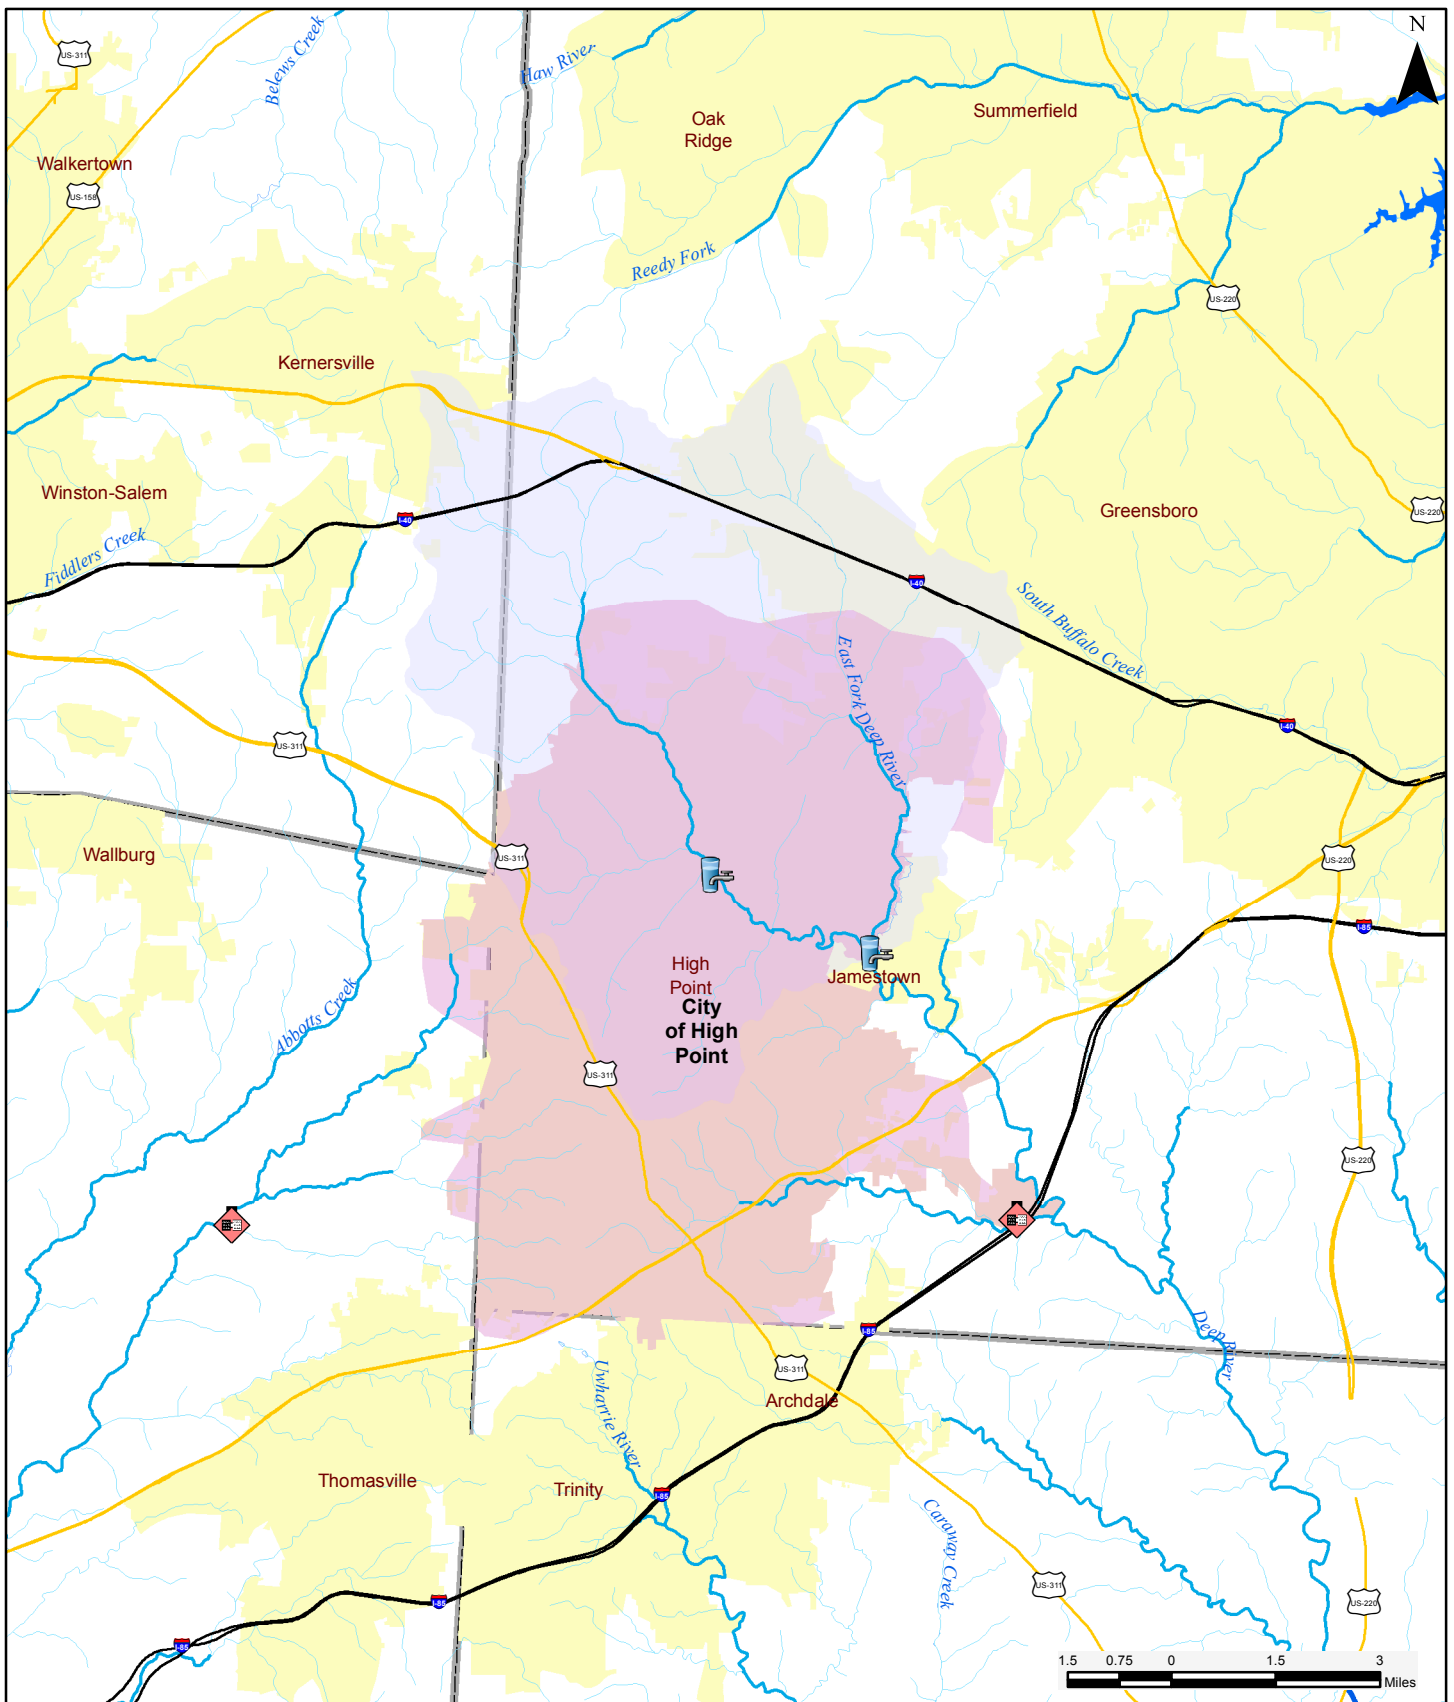 N
US-311
Belews Creek
Haw River
Oak
Ridge
Summerfield
Walkertown
US-158
Reedy Fork
US-220
Kernersville
Winston-Salem
I-40
Greensboro
US-220
Fiddlers Creek
I-40
South Buffalo Creek
East Fork Deep River
I-40
US-311
Wallburg
US-311
US-220
I-85
High
Point
Jamestown
City
of High
Point
Abbotts Creek
US-311
US-220
Deep River
I-85
US-311
Archdale
Uwharrie River
Thomasville
Trinity
I-85
Caraway Creek
US-311
I-85
US-220
I-85
1.5 0.75 0 1.5 3
Miles